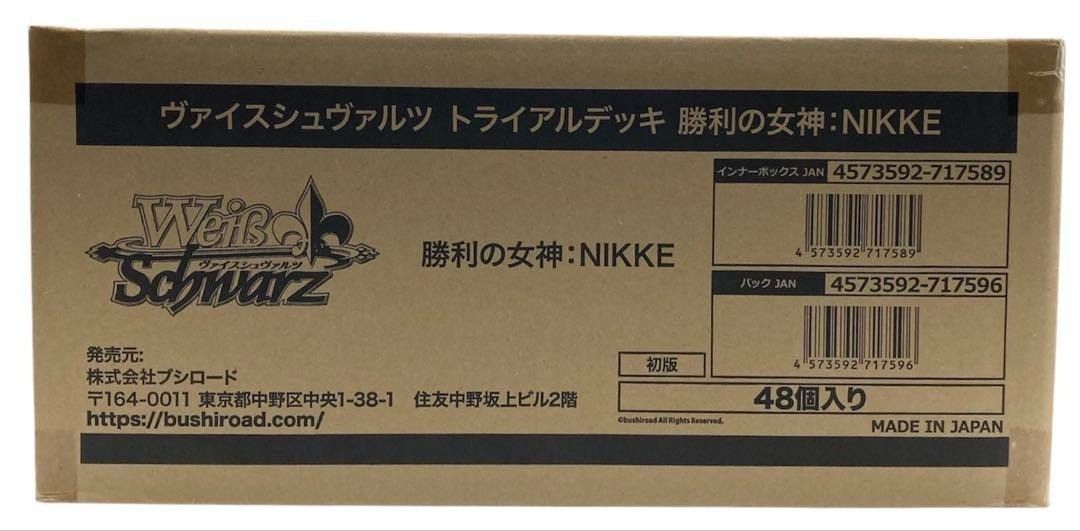 ヴァイスシュヴァルツ トライアルデッキ 勝利の女神：NIKKE
Weiß
ヴァイスシュヴァルツ
Schwarz
勝利の女神：NIKKE
インナーボックス JAN 4573592-717589
4 573592 717589
パック JAN 4573592-717596
4 573592 717596
発売元:
株式会社ブシロード
〒164-0011 東京都中野区中央1-38-1 住友中野坂上ビル2階
https://bushiroad.com/
初版
48個入り
©bushiroad All Rights Reserved.
MADE IN JAPAN